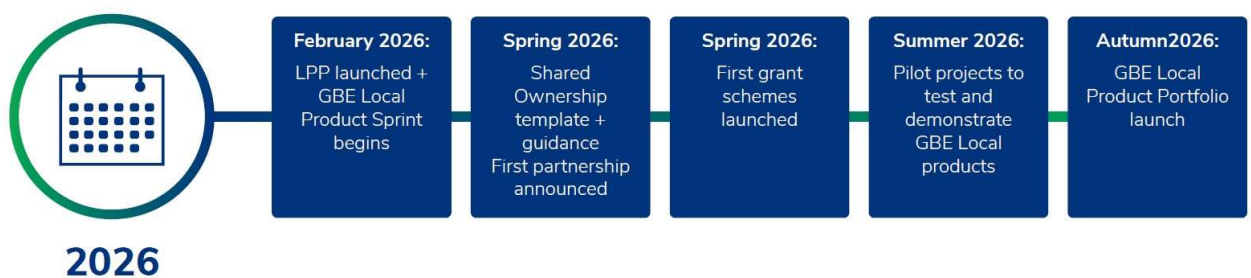 February 2026:
LPP launched +
GBE Local
Product Sprint
begins
Spring 2026:
Shared
Ownership
template +
guidance
First partnership
announced
Spring 2026:
First grant
schemes
launched
Summer 2026:
Pilot projects to
test and
demonstrate
GBE Local
products
Autumn2026:
GBE Local
Product Portfolio
launch
2026